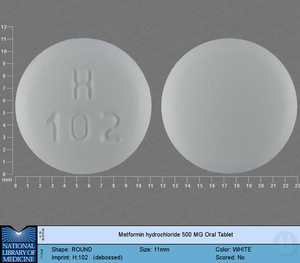 mm
12
11
10
9
8
7
6
5
4
3
2
1
0
H
102
0 1 2 3 4 5 6 7 8 9 10 11 12 13 14 15 16 17 18 19 20 21 22 23
Metformin hydrochloride 500 MG Oral Tablet
Shape: ROUND Size: 11mm Color: WHITE
Imprint: H;102 (debossed) Scored: No
NATIONAL
LIBRARY OF
MEDICINE